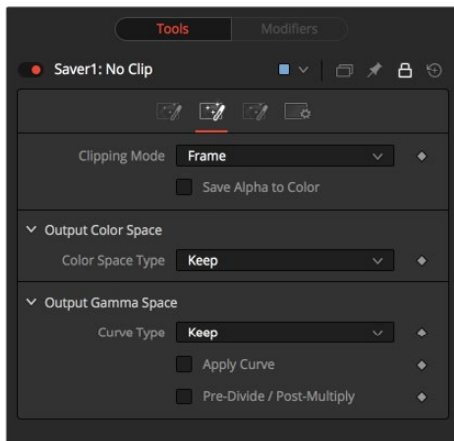 Tools Modifiers
Saver1: No Clip
Clipping Mode Frame
Save Alpha to Color
Output Color Space
Color Space Type Keep
Output Gamma Space
Curve Type Keep
Apply Curve
Pre-Divide / Post-Multiply